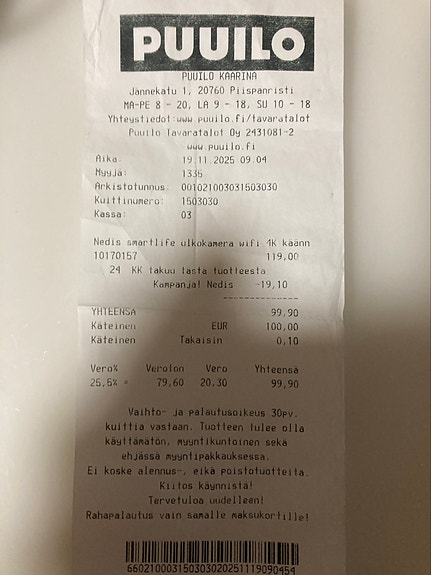 PUUILO
PUUILO KAARINA
Jannekatu 1, 20760 Piispanristi
MA-PE 8 - 20, LA 9 - 18, SU 10 - 18
Yhteystiedot:www.puuilo.fi/tavaratalot
Puuilo Tavaratalot Oy 2431081-2
www.puuilo.fi
Aika: 19.11.2025 09.04
Myyjä: 1335
Arkistotunnus: 001021003031503030
Kuittinumero: 1503030
Kassa: 03
Nedis smartlife ulkokamera wifi 4K käänn
10170157 119,00
24 KK takuu tästä tuotteesta
Kampanja! Nedis -19,10
YHTEENSÄ 99,90
Käteinen EUR 100,00
Käteinen Takaisin 0,10
Vero% Veroton Vero Yhteensä
25,5% * 79,60 20,30 99,90
Vaihto- ja palautusoikeus 30pv.
kuittia vastaan. Tuotteen tulee olla
käyttämätön, myyntikuntoinen sekä
ehjässä myyntipakkauksessa.
Ei koske alennus-, eikä poistotuotteita.
Kiitos käynnistä!
Tervetuloa uudelleen!
Rahapalautus vain samalle maksukortille!
660210003150303020251119090454